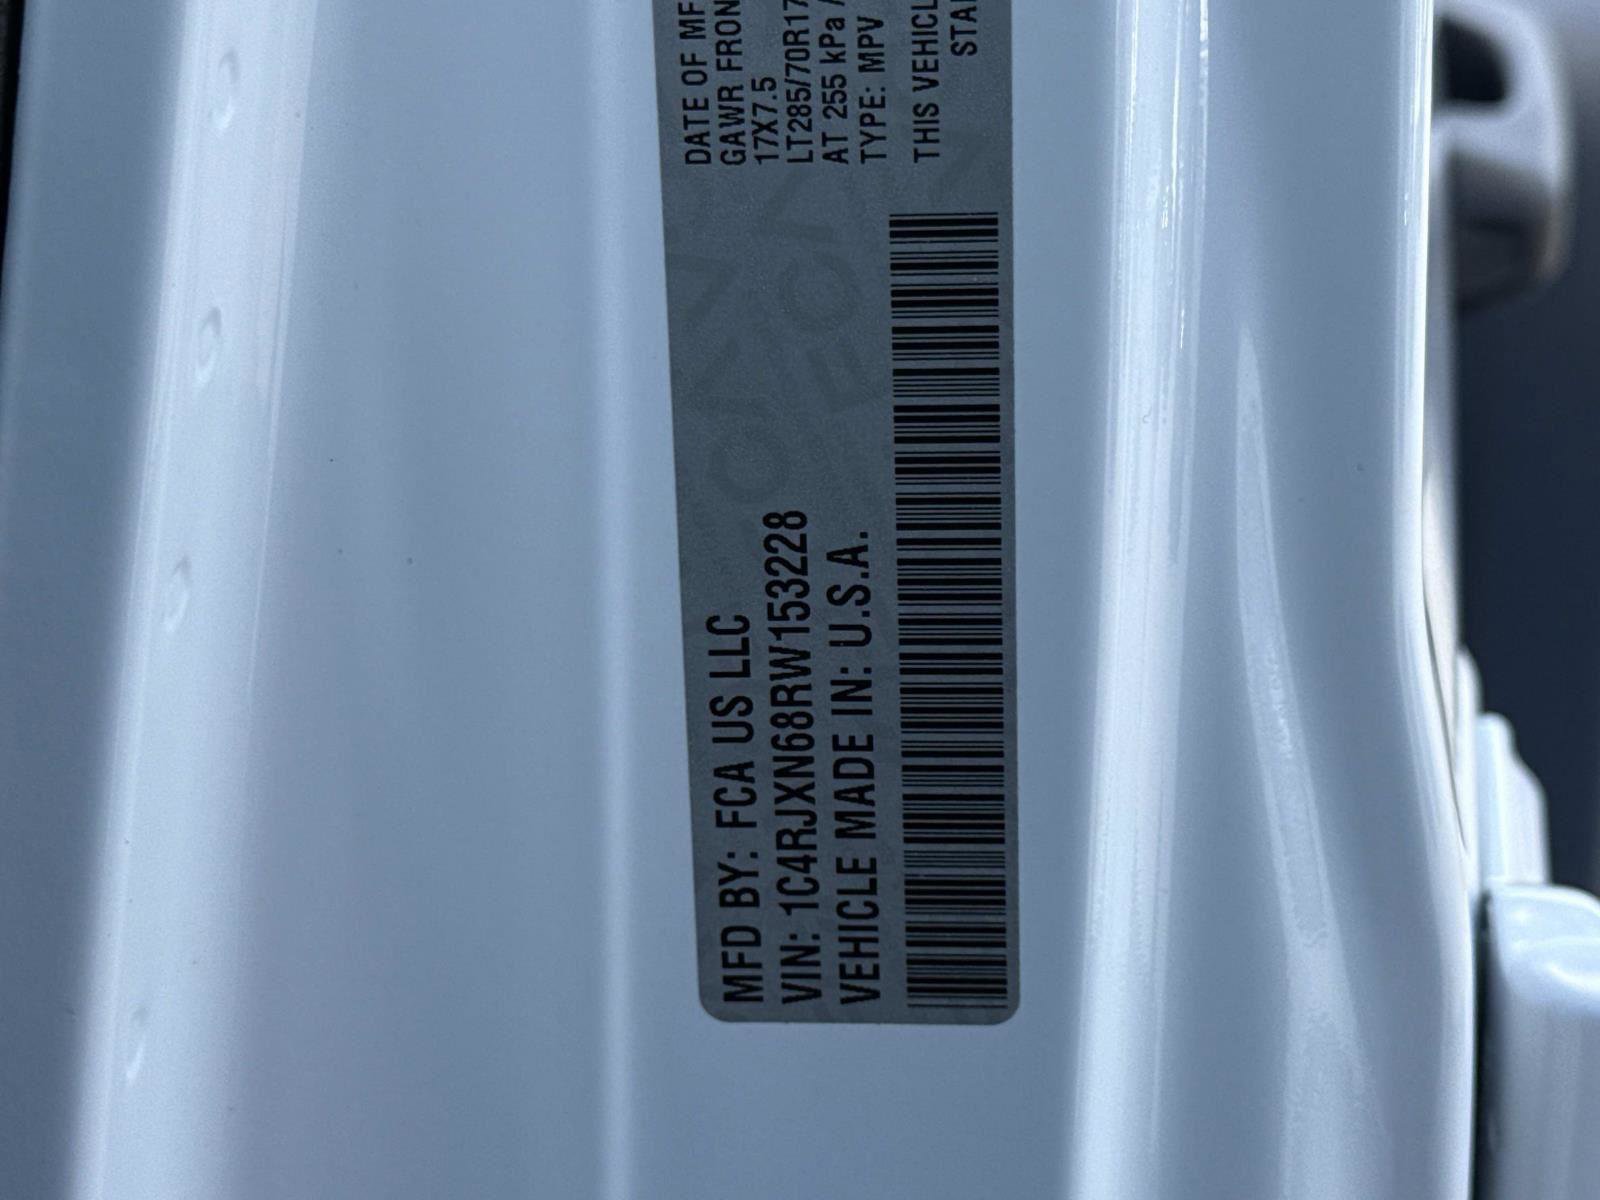 MFD BY: FCA US LLC
VIN: 1C4RJXN68RW153228
VEHICLE MADE IN: U.S.A.
DATE OF MF
GAWR FRON
17X7.5
LT285/70R17
AT 255 kPa /
TYPE: MPV
THIS VEHICL
STA